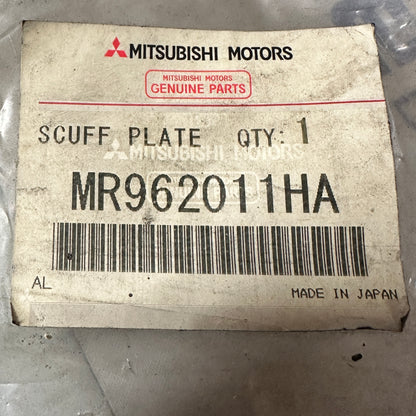 MITSUBISHI MOTORS
MITSUBISHI MOTORS
GENUINE PARTS
SCUFF PLATE QTY: 1
MITSUBISHI MOTORS
MR962011HA
AL
MADE IN JAPAN